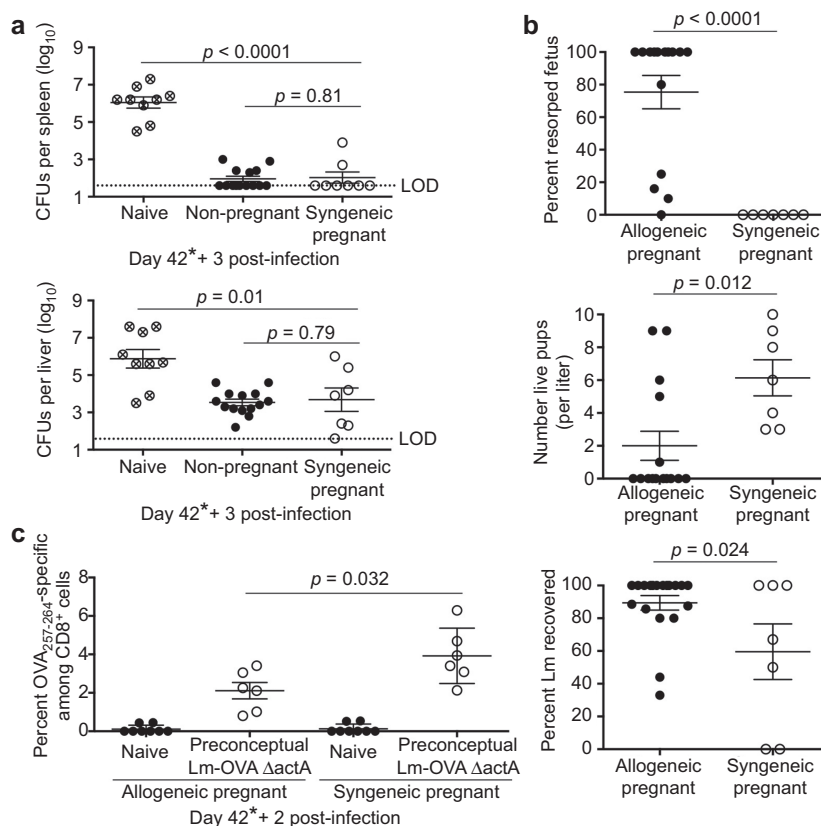 a
CFUs per spleen (log10)
9
7
5
3
1
p < 0.0001
p = 0.81
LOD
Naive
Non-pregnant
Syngeneic
pregnant
Day 42*+ 3 post-infection
CFUs per liver (log10)
9
7
5
3
1
p = 0.01
p = 0.79
LOD
Naive
Non-pregnant
Syngeneic
pregnant
Day 42*+ 3 post-infection
b
Percent resorped fetus
100
80
60
40
20
0
p < 0.0001
Allogeneic
pregnant
Syngeneic
pregnant
Number live pups
(per liter)
10
8
6
4
2
0
p = 0.012
Allogeneic
pregnant
Syngeneic
pregnant
Percent Lm recovered
100
80
60
40
20
0
p = 0.024
Allogeneic
pregnant
Syngeneic
pregnant
c
Percent OVA257-264-specific
among CD8+ cells
8
6
4
2
0
p = 0.032
Naive
Preconceptual
Lm-OVA ΔactA
Naive
Preconceptual
Lm-OVA ΔactA
Allogeneic pregnant
Syngeneic pregnant
Day 42*+ 2 post-infection